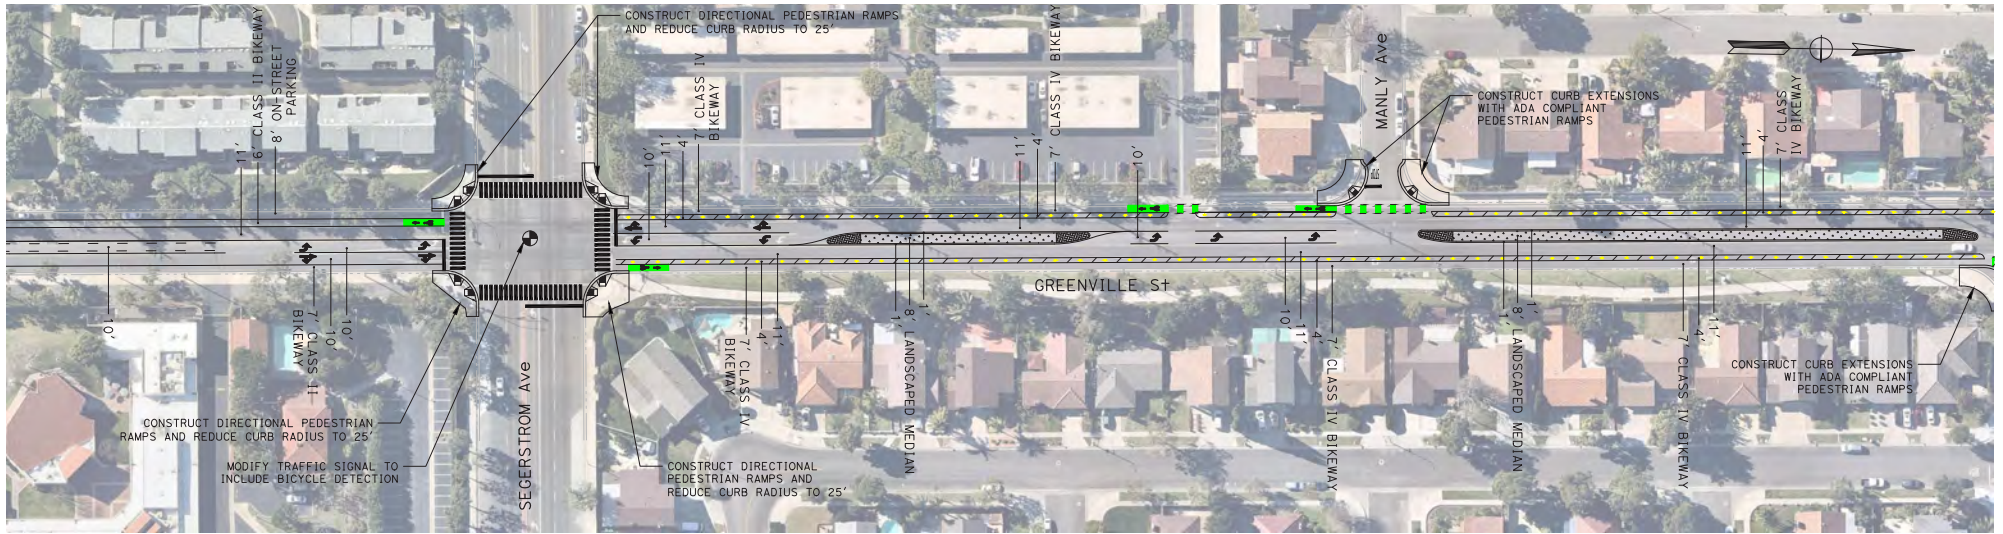 6' CLASS II BIKEWAY
8' ON-STREET
PARKING
11'
CONSTRUCT DIRECTIONAL PEDESTRIAN RAMPS
AND REDUCE CURB RADIUS TO 25'
10'
11'
4'
7' CLASS IV
BIKEWAY
11'
4'
7' CLASS IV BIKEWAY
10'
MANLY Ave
STOP
CONSTRUCT CURB EXTENSIONS
WITH ADA COMPLIANT
PEDESTRIAN RAMPS
11'
4'
7' CLASS
IV BIKEWAY
GREENVILLE St
10'
7' CLASS II
BIKEWAY
10'
10'
SEGERSTROM Ave
7' CLASS IV
BIKEWAY
4'
11'
1'
8' LANDSCAPED MEDIAN
1'
10'
11'
4'
7' CLASS IV BIKEWAY
1'
8' LANDSCAPED MEDIAN
1'
7' CLASS IV BIKEWAY
4'
11'
CONSTRUCT CURB EXTENSIONS
WITH ADA COMPLIANT
PEDESTRIAN RAMPS
CONSTRUCT DIRECTIONAL PEDESTRIAN
RAMPS AND REDUCE CURB RADIUS TO 25'
MODIFY TRAFFIC SIGNAL TO
INCLUDE BICYCLE DETECTION
CONSTRUCT DIRECTIONAL
PEDESTRIAN RAMPS AND
REDUCE CURB RADIUS TO 25'